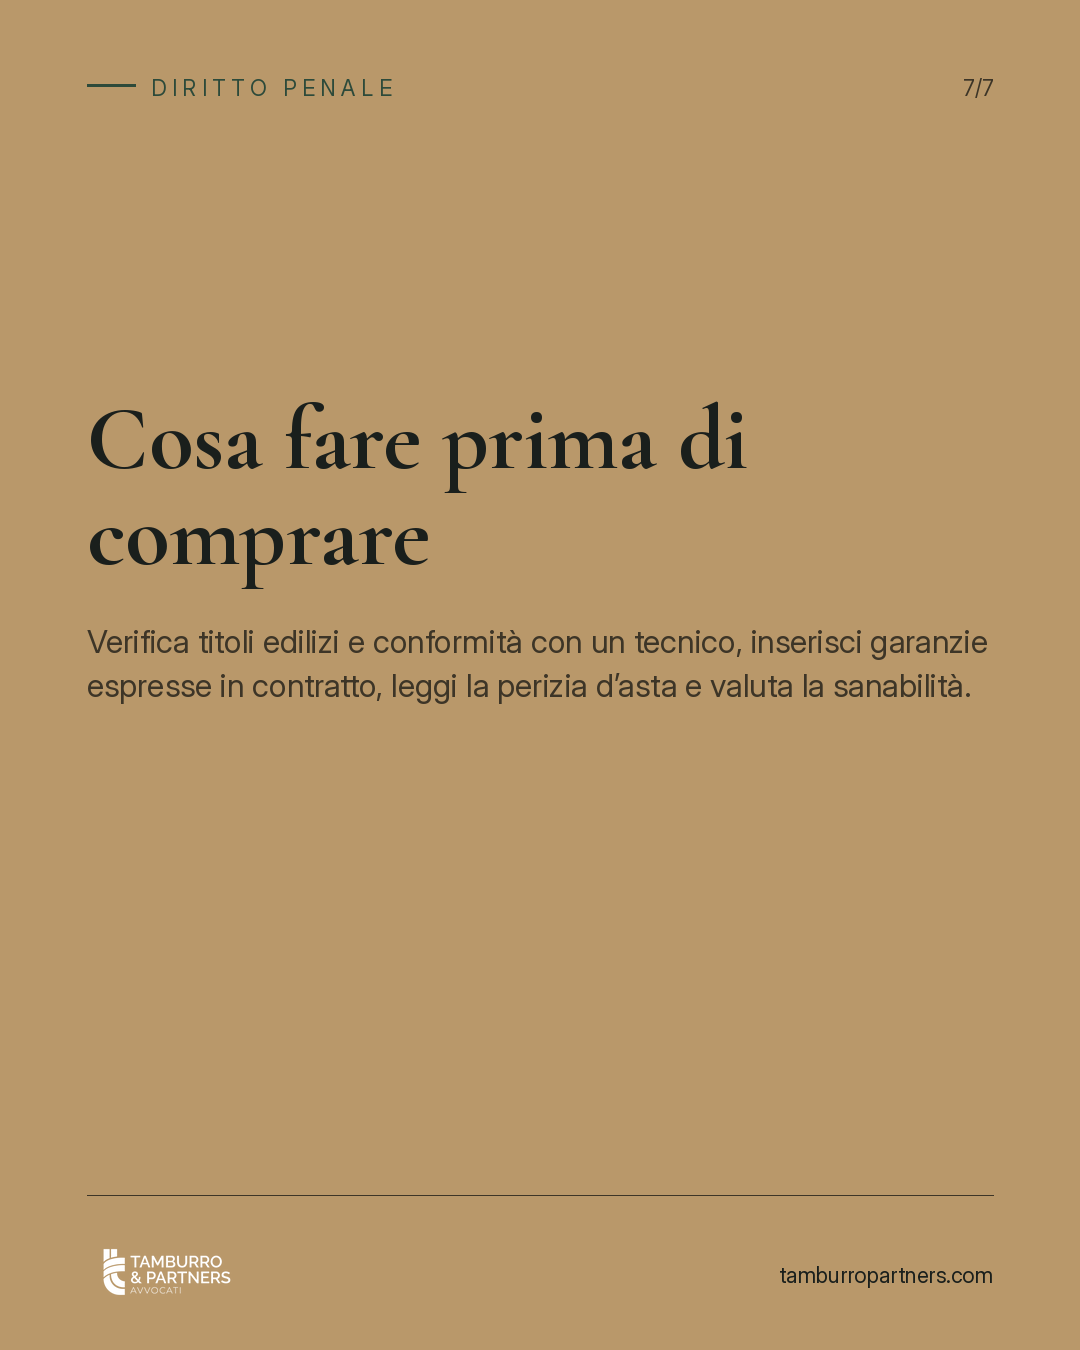 DIRITTO PENALE
7/7
Cosa fare prima di
comprare
Verifica titoli edilizi e conformità con un tecnico, inserisci garanzie
espresse in contratto, leggi la perizia d’asta e valuta la sanabilità.
TAMBURRO
& PARTNERS
AVVOCATI
tamburropartners.com